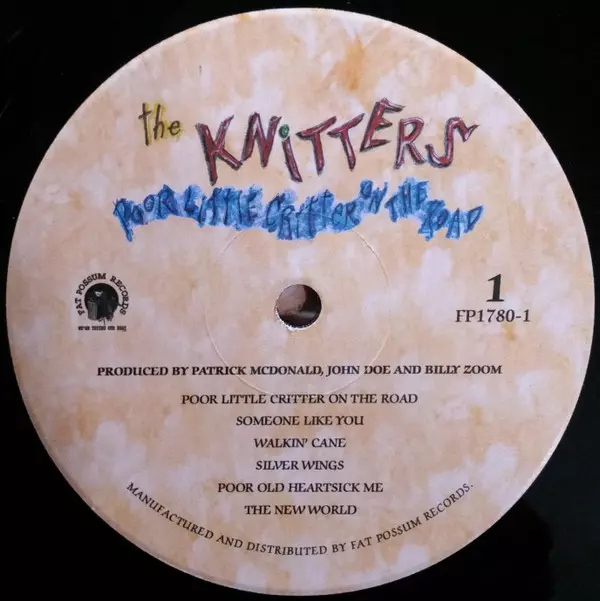 the KNITTERS
POOR LITTLE CRITTER ON THE ROAD
FAT POSSUM RECORDS
1
FP1780-1
PRODUCED BY PATRICK MCDONALD, JOHN DOE AND BILLY ZOOM
POOR LITTLE CRITTER ON THE ROAD
SOMEONE LIKE YOU
WALKIN' CANE
SILVER WINGS
POOR OLD HEARTSICK ME
THE NEW WORLD
MANUFACTURED AND DISTRIBUTED BY FAT POSSUM RECORDS.